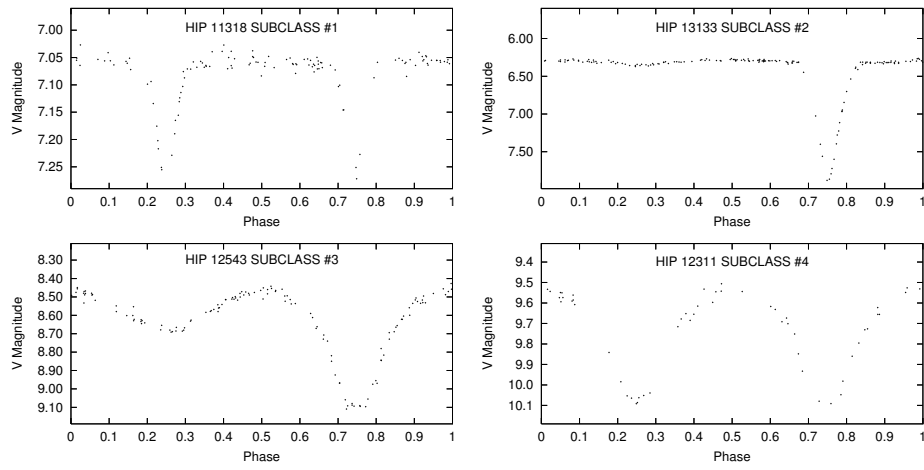 HIP 11318 SUBCLASS #1
V Magnitude
7.00
7.05
7.10
7.15
7.20
7.25
0 0.1 0.2 0.3 0.4 0.5 0.6 0.7 0.8 0.9 1
Phase
HIP 13133 SUBCLASS #2
V Magnitude
6.00
6.50
7.00
7.50
0 0.1 0.2 0.3 0.4 0.5 0.6 0.7 0.8 0.9 1
Phase
HIP 12543 SUBCLASS #3
V Magnitude
8.30
8.40
8.50
8.60
8.70
8.80
8.90
9.00
9.10
0 0.1 0.2 0.3 0.4 0.5 0.6 0.7 0.8 0.9 1
Phase
HIP 12311 SUBCLASS #4
V Magnitude
9.4
9.5
9.6
9.7
9.8
9.9
10.0
10.1
0 0.1 0.2 0.3 0.4 0.5 0.6 0.7 0.8 0.9 1
Phase